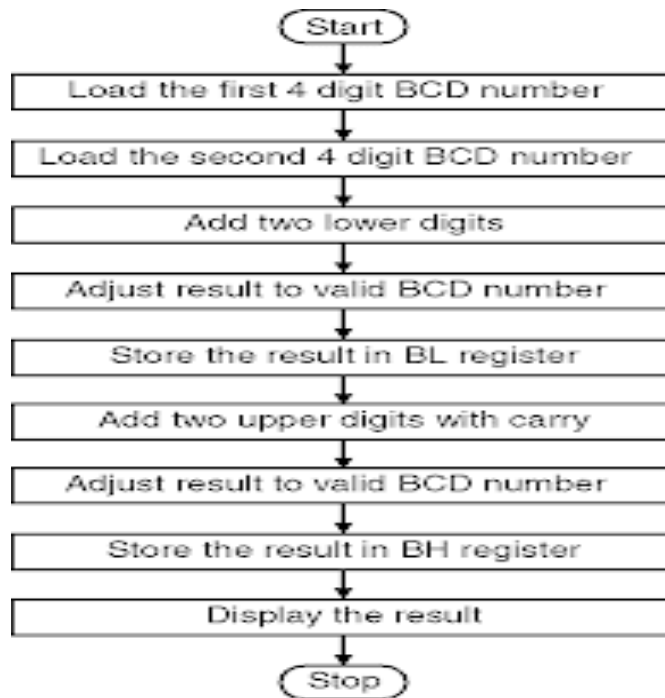 Start
Load the first 4 digit BCD number
Load the second 4 digit BCD number
Add two lower digits
Adjust result to valid BCD number
Store the result in BL register
Add two upper digits with carry
Adjust result to valid BCD number
Store the result in BH register
Display the result
Stop